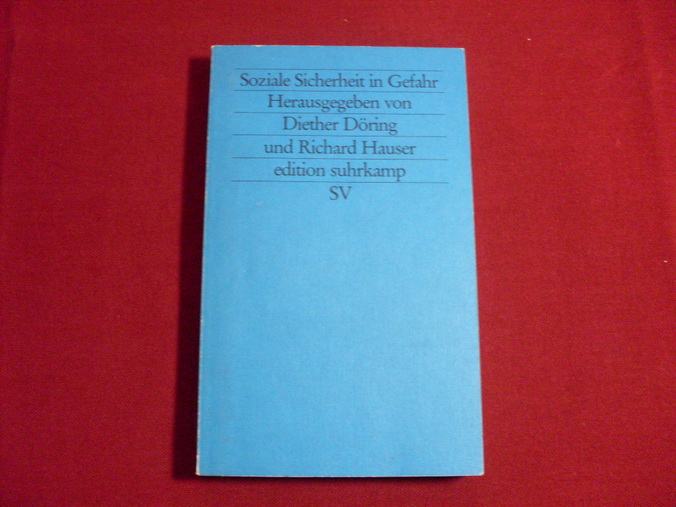 Soziale Sicherheit in Gefahr
Herausgegeben von
Diether Döring
und Richard Hauser
edition suhrkamp
SV